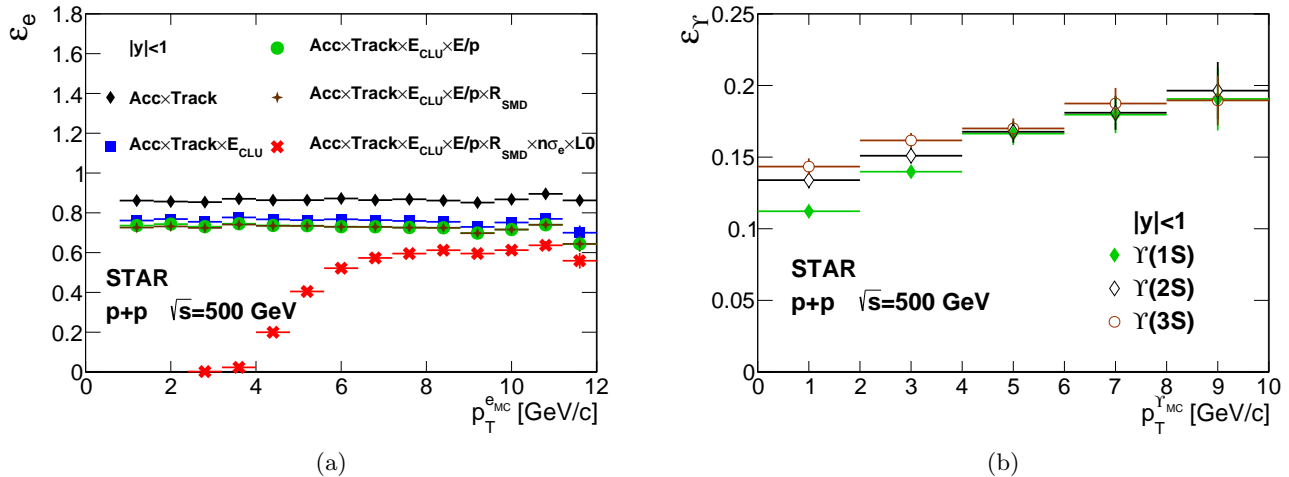 ε_e
1.8
1.6
1.4
1.2
1
0.8
0.6
0.4
0.2
0
|y|<1
Acc×Track
Acc×Track×E_CLU
Acc×Track×E_CLU×E/p
Acc×Track×E_CLU×E/p×R_SMD
Acc×Track×E_CLU×E/p×R_SMD×nσ_e×L0
STAR
p+p √s=500 GeV
0 2 4 6 8 10 12
p_T^{e_MC} [GeV/c]
(a)
ε_ϒ
0.25
0.2
0.15
0.1
0.05
0
|y|<1
ϒ(1S)
ϒ(2S)
ϒ(3S)
STAR
p+p √s=500 GeV
0 1 2 3 4 5 6 7 8 9 10
p_T^{ϒ_MC} [GeV/c]
(b)